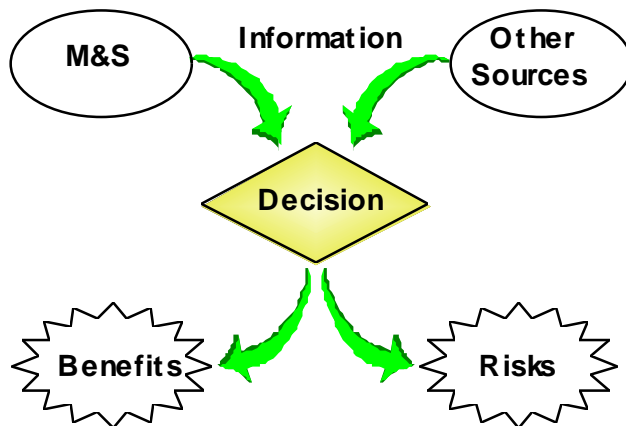 M&S
Information
Other
Sources
Decision
Benefits
Risks